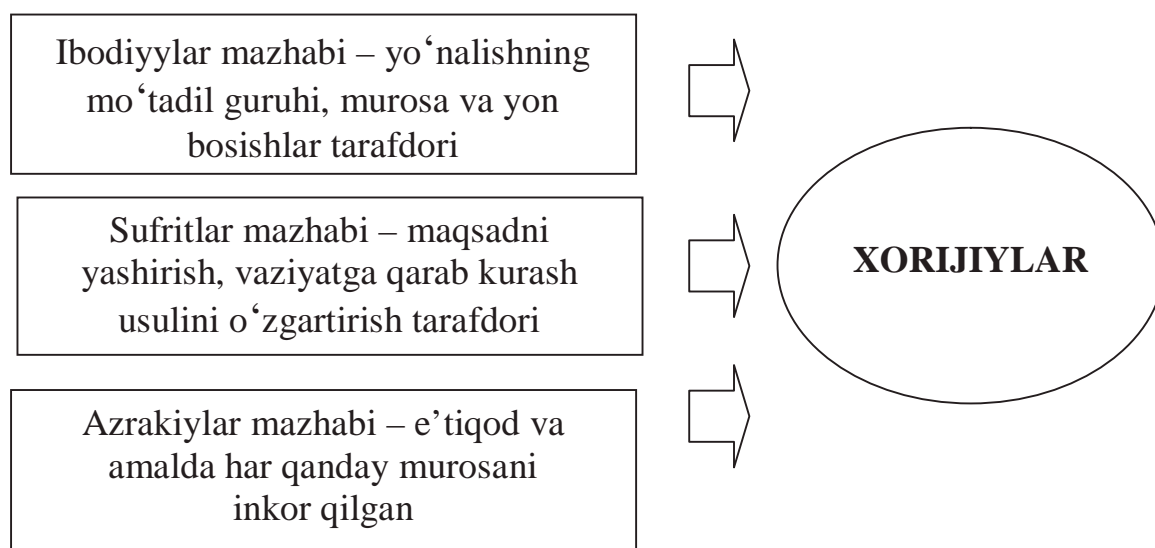 Ibodiyylar mazhabi – yo‘nalishning
mo‘tadil guruhi, murosa va yon
bosishlar tarafdori
Sufritlar mazhabi – maqsadni
yashirish, vaziyatga qarab kurash
usulini o‘zgartirish tarafdori
Azrakiylar mazhabi – e’tiqod va
amalda har qanday murosani
inkor qilgan
XORIJIYLAR